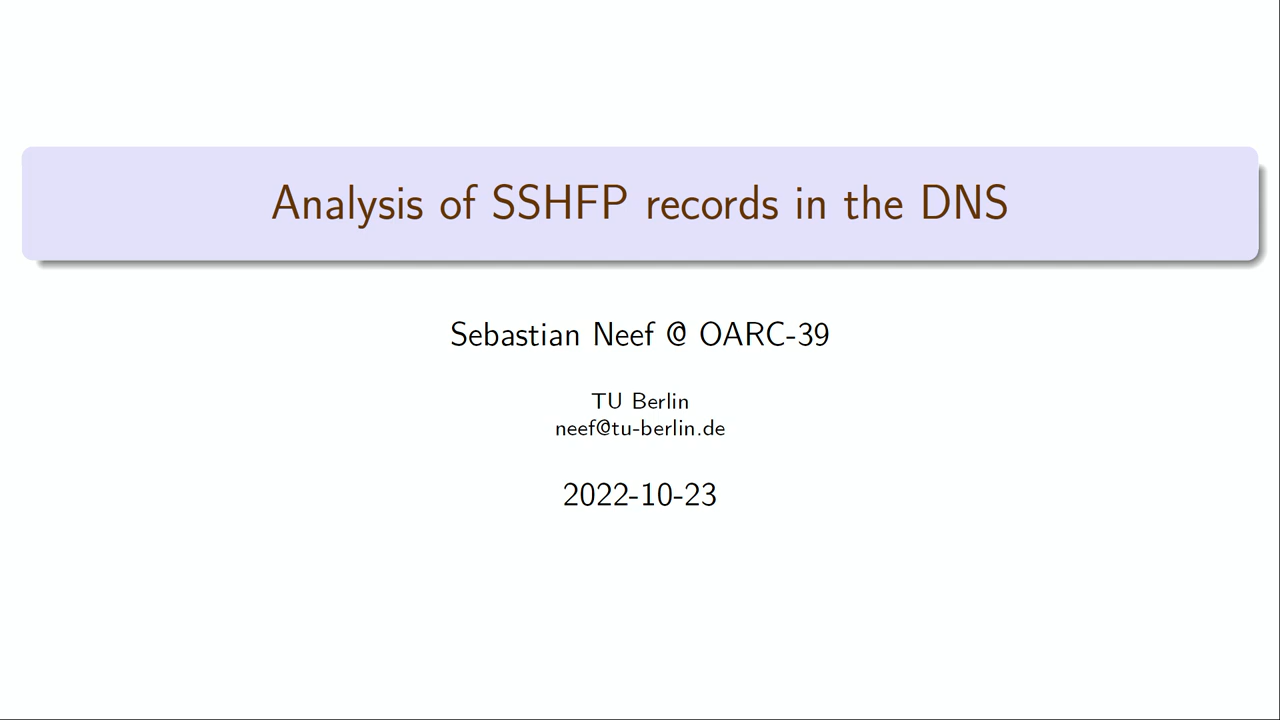 Analysis of SSHFP records in the DNS
Sebastian Neef @ OARC-39
TU Berlin
neef@tu-berlin.de
2022-10-23